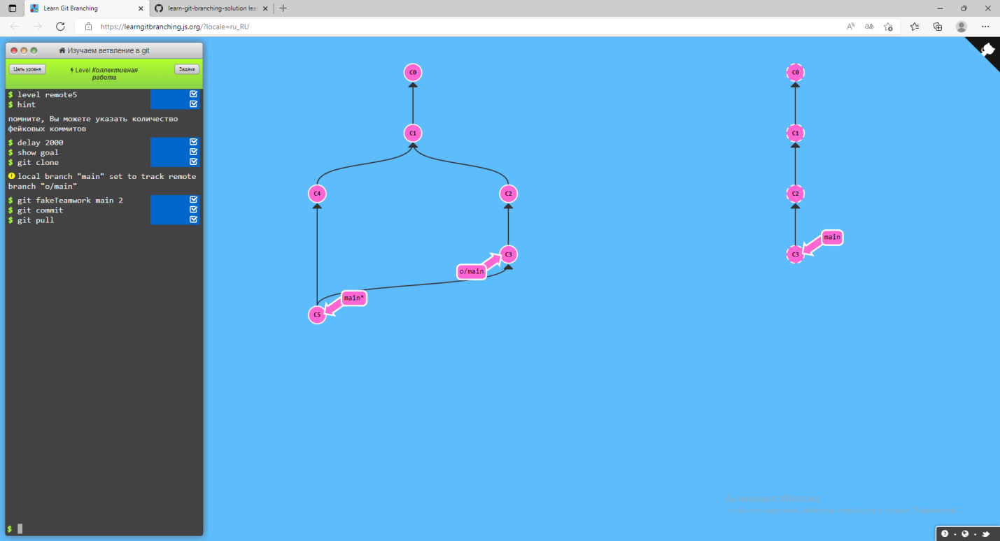 Learn Git Branching
learn-git-branching-solution lea
https://learngitbranching.js.org/?locale=ru_RU
Изучаем ветвление в git
Цель уровня
Level Коллективная
работа
Задача
$ level remote5
$ hint
помните, Вы можете указать количество
фейковых коммитов
$ delay 2000
$ show goal
$ git clone
local branch "main" set to track remote
branch "o/main"
$ git fakeTeamwork main 2
$ git commit
$ git pull
$
C0
C1
C4
C2
C3
o/main
main*
C5
C0
C1
C2
C3
main